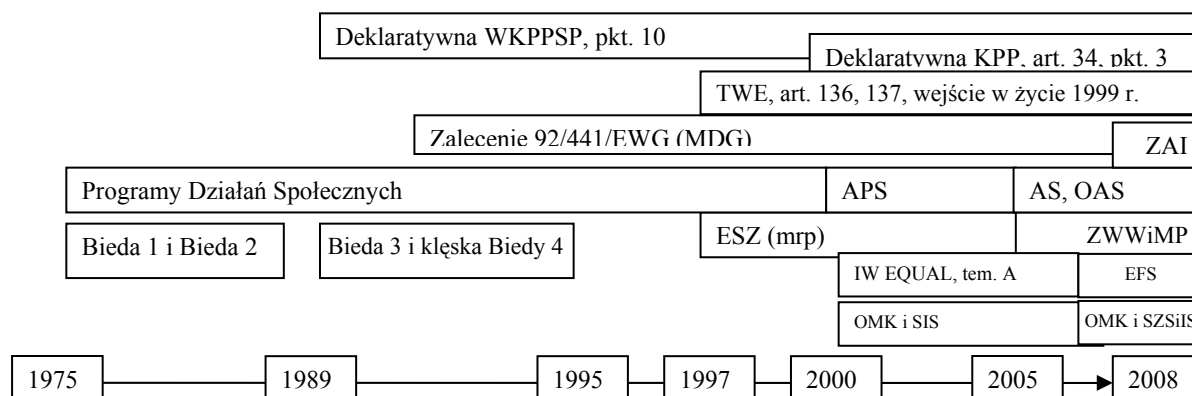 Deklaratywna WKPPSP, pkt. 10
Deklaratywna KPP, art. 34, pkt. 3
TWE, art. 136, 137, wejście w życie 1999 r.
Zalecenie 92/441/EWG (MDG)
ZAI
Programy Działań Społecznych
APS
AS, OAS
Bieda 1 i Bieda 2
Bieda 3 i klęska Biedy 4
ESZ (mrp)
ZWWiMP
IW EQUAL, tem. A
EFS
OMK i SIS
OMK i SZSiIS
1975
1989
1995
1997
2000
2005
2008